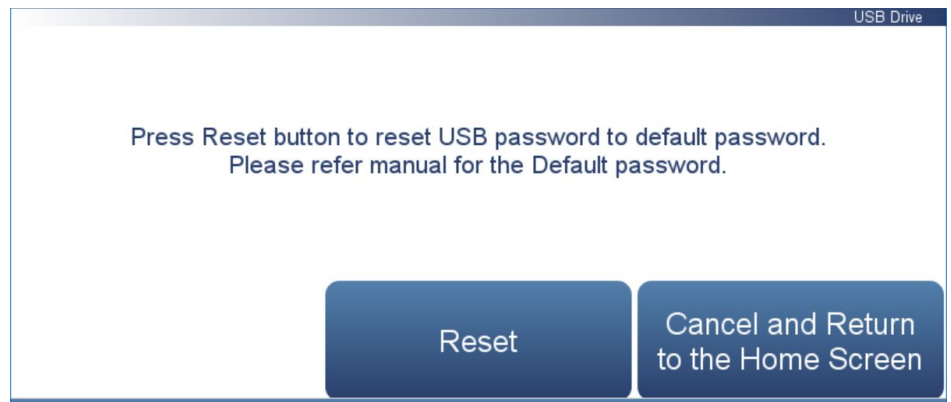 USB Drive
Press Reset button to reset USB password to default password.
Please refer manual for the Default password.
Reset
Cancel and Return
to the Home Screen